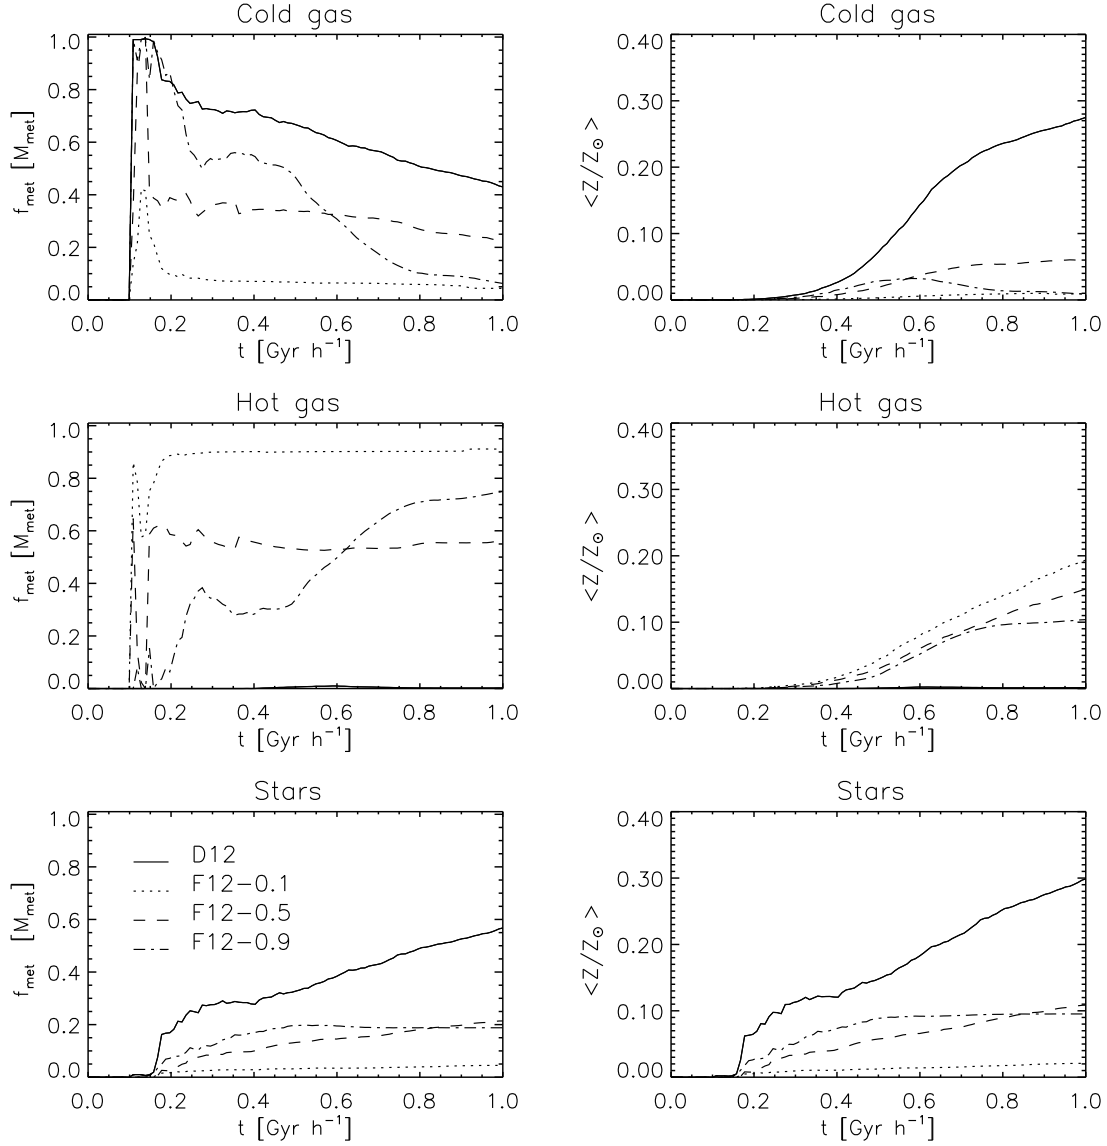 Cold gas
1.0
0.8
0.6
0.4
0.2
0.0
f_met [M_met]
0.0 0.2 0.4 0.6 0.8 1.0
t [Gyr h⁻¹]
Cold gas
0.40
0.30
0.20
0.10
0.00
<Z/Z☉>
0.0 0.2 0.4 0.6 0.8 1.0
t [Gyr h⁻¹]
Hot gas
1.0
0.8
0.6
0.4
0.2
0.0
f_met [M_met]
0.0 0.2 0.4 0.6 0.8 1.0
t [Gyr h⁻¹]
Hot gas
0.40
0.30
0.20
0.10
0.00
<Z/Z☉>
0.0 0.2 0.4 0.6 0.8 1.0
t [Gyr h⁻¹]
Stars
1.0
0.8
0.6
0.4
0.2
0.0
f_met [M_met]
D12
F12−0.1
F12−0.5
F12−0.9
0.0 0.2 0.4 0.6 0.8 1.0
t [Gyr h⁻¹]
Stars
0.40
0.30
0.20
0.10
0.00
<Z/Z☉>
0.0 0.2 0.4 0.6 0.8 1.0
t [Gyr h⁻¹]